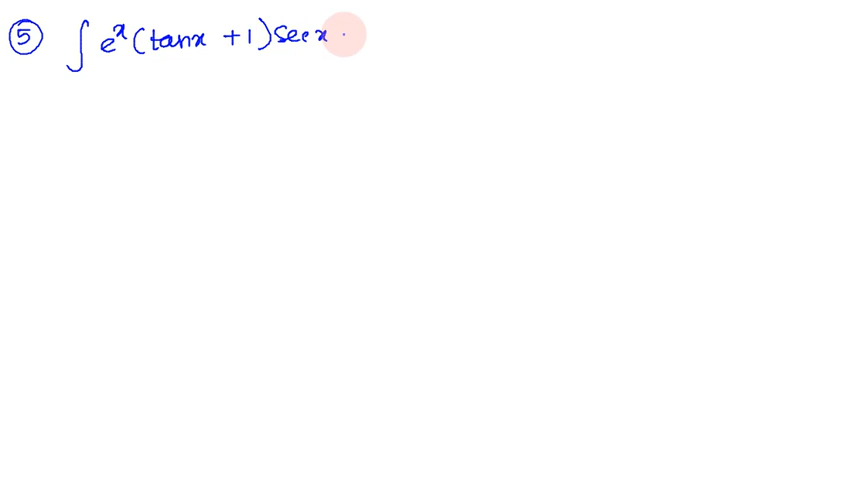 ⑤ ∫ e^x (tanx + 1) secx ·